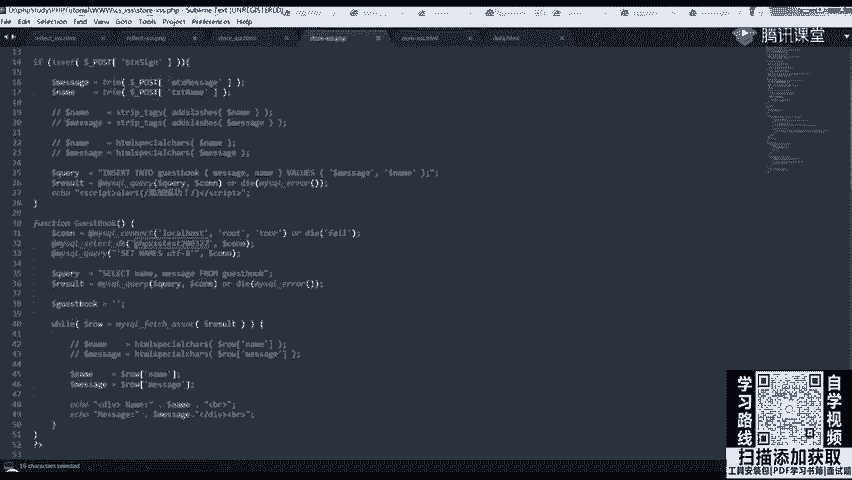 D:\phpStudy\PHPTutorial\WWW\cs_xss\store-xss.php - Sublime Text (UNREGISTERED)
File Edit Selection Find View Goto Tools Project Preferences Help
reflect_xss.html reflect-xss.php store_xss.html store-xss.php dom-xss.html
腾讯课堂
13
14 if (isset( $_POST[ 'btnSign' ] )){
15
16 $message = trim( $_POST[ 'mtxMessage' ] );
17 $name = trim( $_POST[ 'txtName' ] );
18
19 // $name = strip_tags( addslashes( $name ) );
20 // $message = strip_tags( addslashes( $message ) );
21
22 // $name = htmlspecialchars( $name );
23 // $message = htmlspecialchars( $message );
24
25 $query = "INSERT INTO guestbook ( message, name ) VALUES ( '$message', '$name' );";
26 $result = @mysql_query($query, $conn) or die(mysql_error());
27 echo "<script>alert(/ !/)</script>";
28 }
29
30 function GuestBook() {
31 $conn = @mysql_connect('localhost', 'root', 'toor') or die('fail');
32 @mysql_select_db('phpxsstest200327', $conn);
33 @mysql_query("'SET NAMES utf-8'", $conn);
34
35 $query = "SELECT name, message FROM guestbook";
36 $result = mysql_query($query, $conn) or die(mysql_error());
37
38 $guestbook = '';
39
40 while( $row = mysql_fetch_assoc( $result ) ) {
41
42 // $name = htmlspecialchars( $row['name'] );
43 // $message = htmlspecialchars( $row['message'] );
44
45 $name = $row['name'];
46 $message = $row['message'];
47
48 echo "<div> Name:" . $name . "<br>";
49 echo "Message:" . $message."</div><br>";
50 }
51 }
52 ?>
53
16 characters selected
学习路线
自学视频
扫描添加获取
工具安装包|PDF学习书籍|面试题